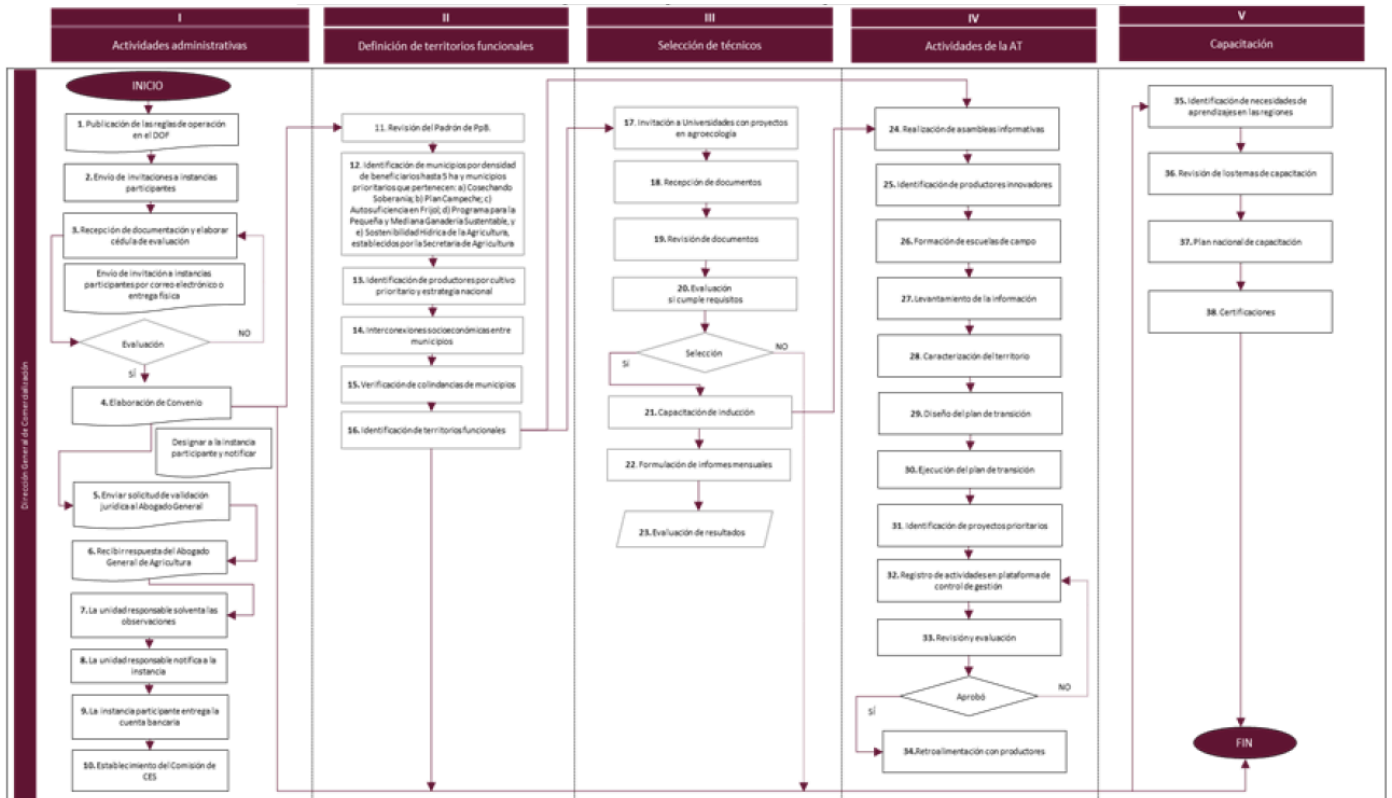 I
Actividades administrativas
II
Definición de territorios funcionales
III
Selección de técnicos
IV
Actividades de la AT
V
Capacitación
Dirección General de Comercialización
INICIO
1. Publicación de las reglas de operación
en el DOF
2. Envío de invitaciones a instancias
participantes
3. Recepción de documentación y elaborar
cédula de evaluación
Envío de invitación a instancias
participantes por correo electrónico o
entrega física
Evaluación
NO
SÍ
4. Elaboración de Convenio
Designar a la instancia
participante y notificar
5. Enviar solicitud de validación
jurídica al Abogado General
6. Recibir respuesta del Abogado
General de Agricultura
7. La unidad responsable solventa las
observaciones
8. La unidad responsable notifica a la
instancia
9. La instancia participante entrega la
cuenta bancaria
10. Establecimiento del Comisión de
CES
11. Revisión del Padrón de PpB.
12. Identificación de municipios por densidad
de beneficiarios hasta 5 ha y municipios
prioritarios que pertenecen: a) Cosechando
Soberanía; b) Plan Campeche; c)
Autosuficiencia en Frijol; d) Programa para la
Pequeña y Mediana Ganadería Sustentable, y
e) Sostenibilidad Hídrica de la Agricultura,
establecidos por la Secretaria de Agricultura
13. Identificación de productores por cultivo
prioritario y estrategia nacional
14. Interconexiones socioeconómicas entre
municipios
15. Verificación de colindancias de municipios
16. Identificación de territorios funcionales
17. Invitación a Universidades con proyectos
en agroecología
18. Recepción de documentos
19. Revisión de documentos
20. Evaluación
si cumple requisitos
Selección
NO
SÍ
21. Capacitación de inducción
22. Formulación de informes mensuales
23. Evaluación de resultados
24. Realización de asambleas informativas
25. Identificación de productores innovadores
26. Formación de escuelas de campo
27. Levantamiento de la información
28. Caracterización del territorio
29. Diseño del plan de transición
30. Ejecución del plan de transición
31. Identificación de proyectos prioritarios
32. Registro de actividades en plataforma de
control de gestión
33. Revisión y evaluación
Aprobó
NO
SÍ
34. Retroalimentación con productores
35. Identificación de necesidades de
aprendizajes en las regiones
36. Revisión de los temas de capacitación
37. Plan nacional de capacitación
38. Certificaciones
FIN